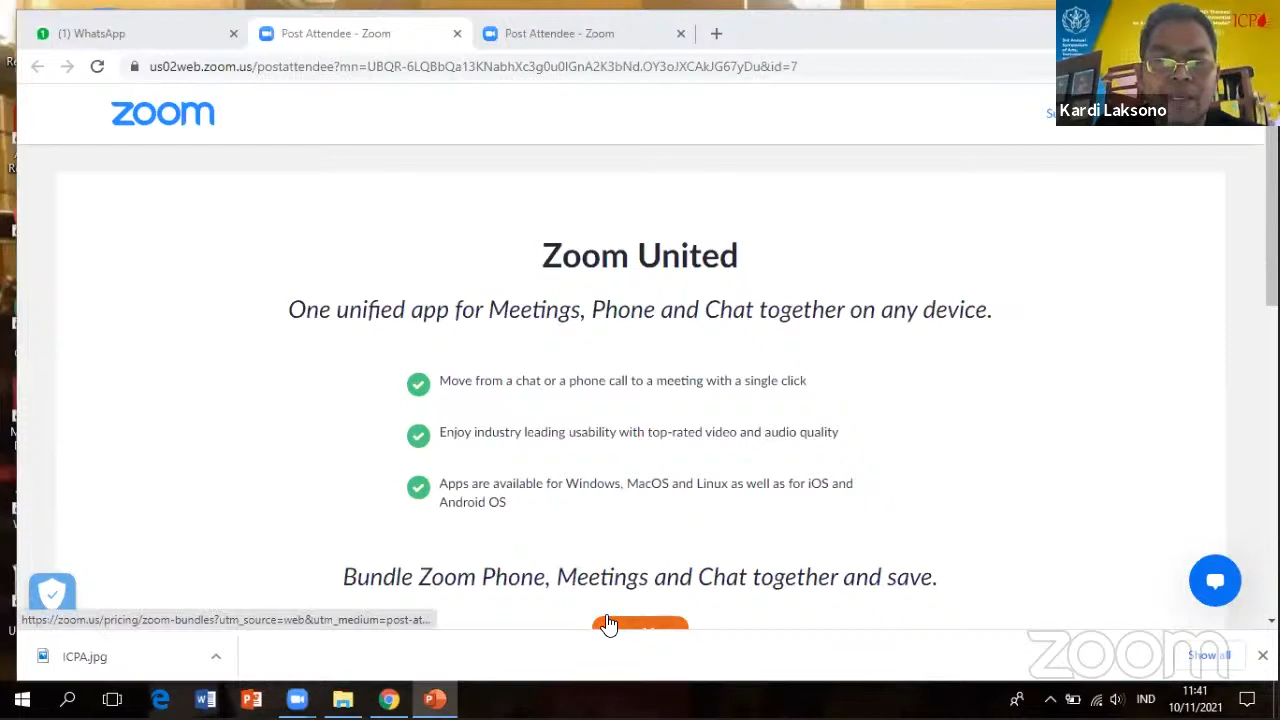 (1) WhatsApp
Post Attendee - Zoom
Post Attendee - Zoom
us02web.zoom.us/postattendee?mn=UBQR-6LQBbQa13KNabhXc3g0u0IGnA2K3bNd.OY3oJXCAkJG67yDu&id=7
ICPA
3rd Annual
Kardi Laksono
zoom
Zoom United
One unified app for Meetings, Phone and Chat together on any device.
Move from a chat or a phone call to a meeting with a single click
Enjoy industry leading usability with top-rated video and audio quality
Apps are available for Windows, MacOS and Linux as well as for iOS and
Android OS
Bundle Zoom Phone, Meetings and Chat together and save.
https://zoom.us/pricing/zoom-bundles?utm_source=web&utm_medium=post-at...
ICPA.jpg
Show all
zoom
IND
11:41
10/11/2021